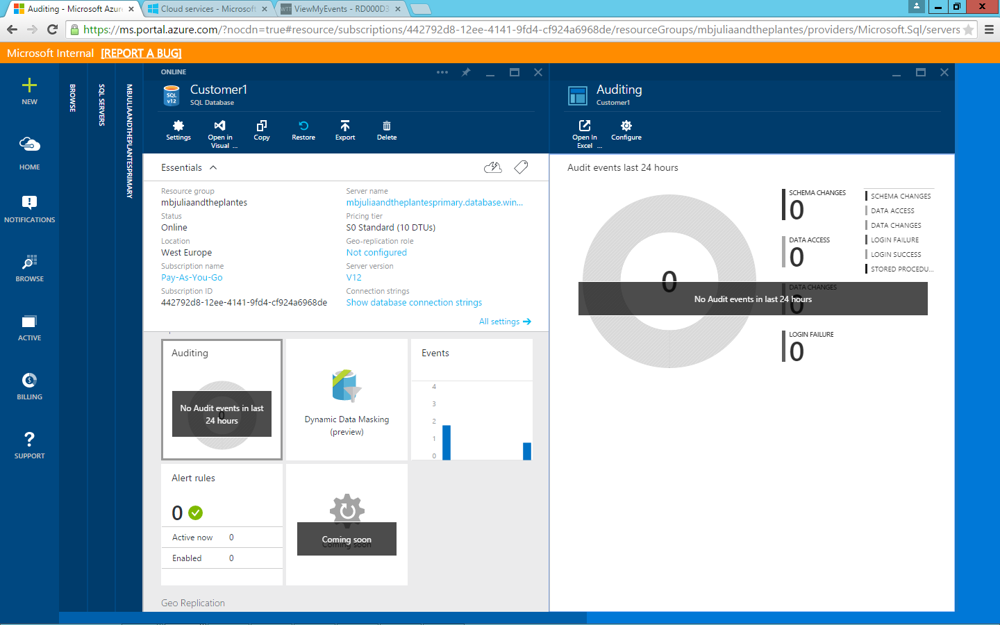 Auditing - Microsoft Azure
Cloud services - Microsoft
ViewMyEvents - RD000D3
https://ms.portal.azure.com/?nocdn=true#resource/subscriptions/442792d8-12ee-4141-9fd4-cf924a6968de/resourceGroups/mbjuliaandtheplantes/providers/Microsoft.Sql/servers
Microsoft Internal [REPORT A BUG]
NEW
HOME
NOTIFICATIONS
BROWSE
ACTIVE
BILLING
SUPPORT
BROWSE
SQL SERVERS
MBJULIAANDTHEPLANTESPRIMARY
ONLINE
SQL
v12
Customer1
SQL Database
Settings
Open in
Visual ...
Copy
Restore
Export
Delete
Essentials
Resource group
mbjuliaandtheplantes
Status
Online
Location
West Europe
Subscription name
Pay-As-You-Go
Subscription ID
442792d8-12ee-4141-9fd4-cf924a6968de
Server name
mbjuliaandtheplantesprimary.database.win...
Pricing tier
S0 Standard (10 DTUs)
Geo-replication role
Not configured
Server version
V12
Connection strings
Show database connection strings
All settings
Auditing
0
No Audit events in last
24 hours
Dynamic Data Masking
(preview)
Events
4
3
2
1
0
Alert rules
0
Active now 0
Enabled 0
Coming soon
Coming soon
Geo Replication
Auditing
Customer1
Open In
Excel ...
Configure
Audit events last 24 hours
0
SCHEMA CHANGES
0
DATA ACCESS
0
DATA CHANGES
0
No Audit events in last 24 hours
LOGIN FAILURE
0
SCHEMA CHANGES
DATA ACCESS
DATA CHANGES
LOGIN FAILURE
LOGIN SUCCESS
STORED PROCEDU...